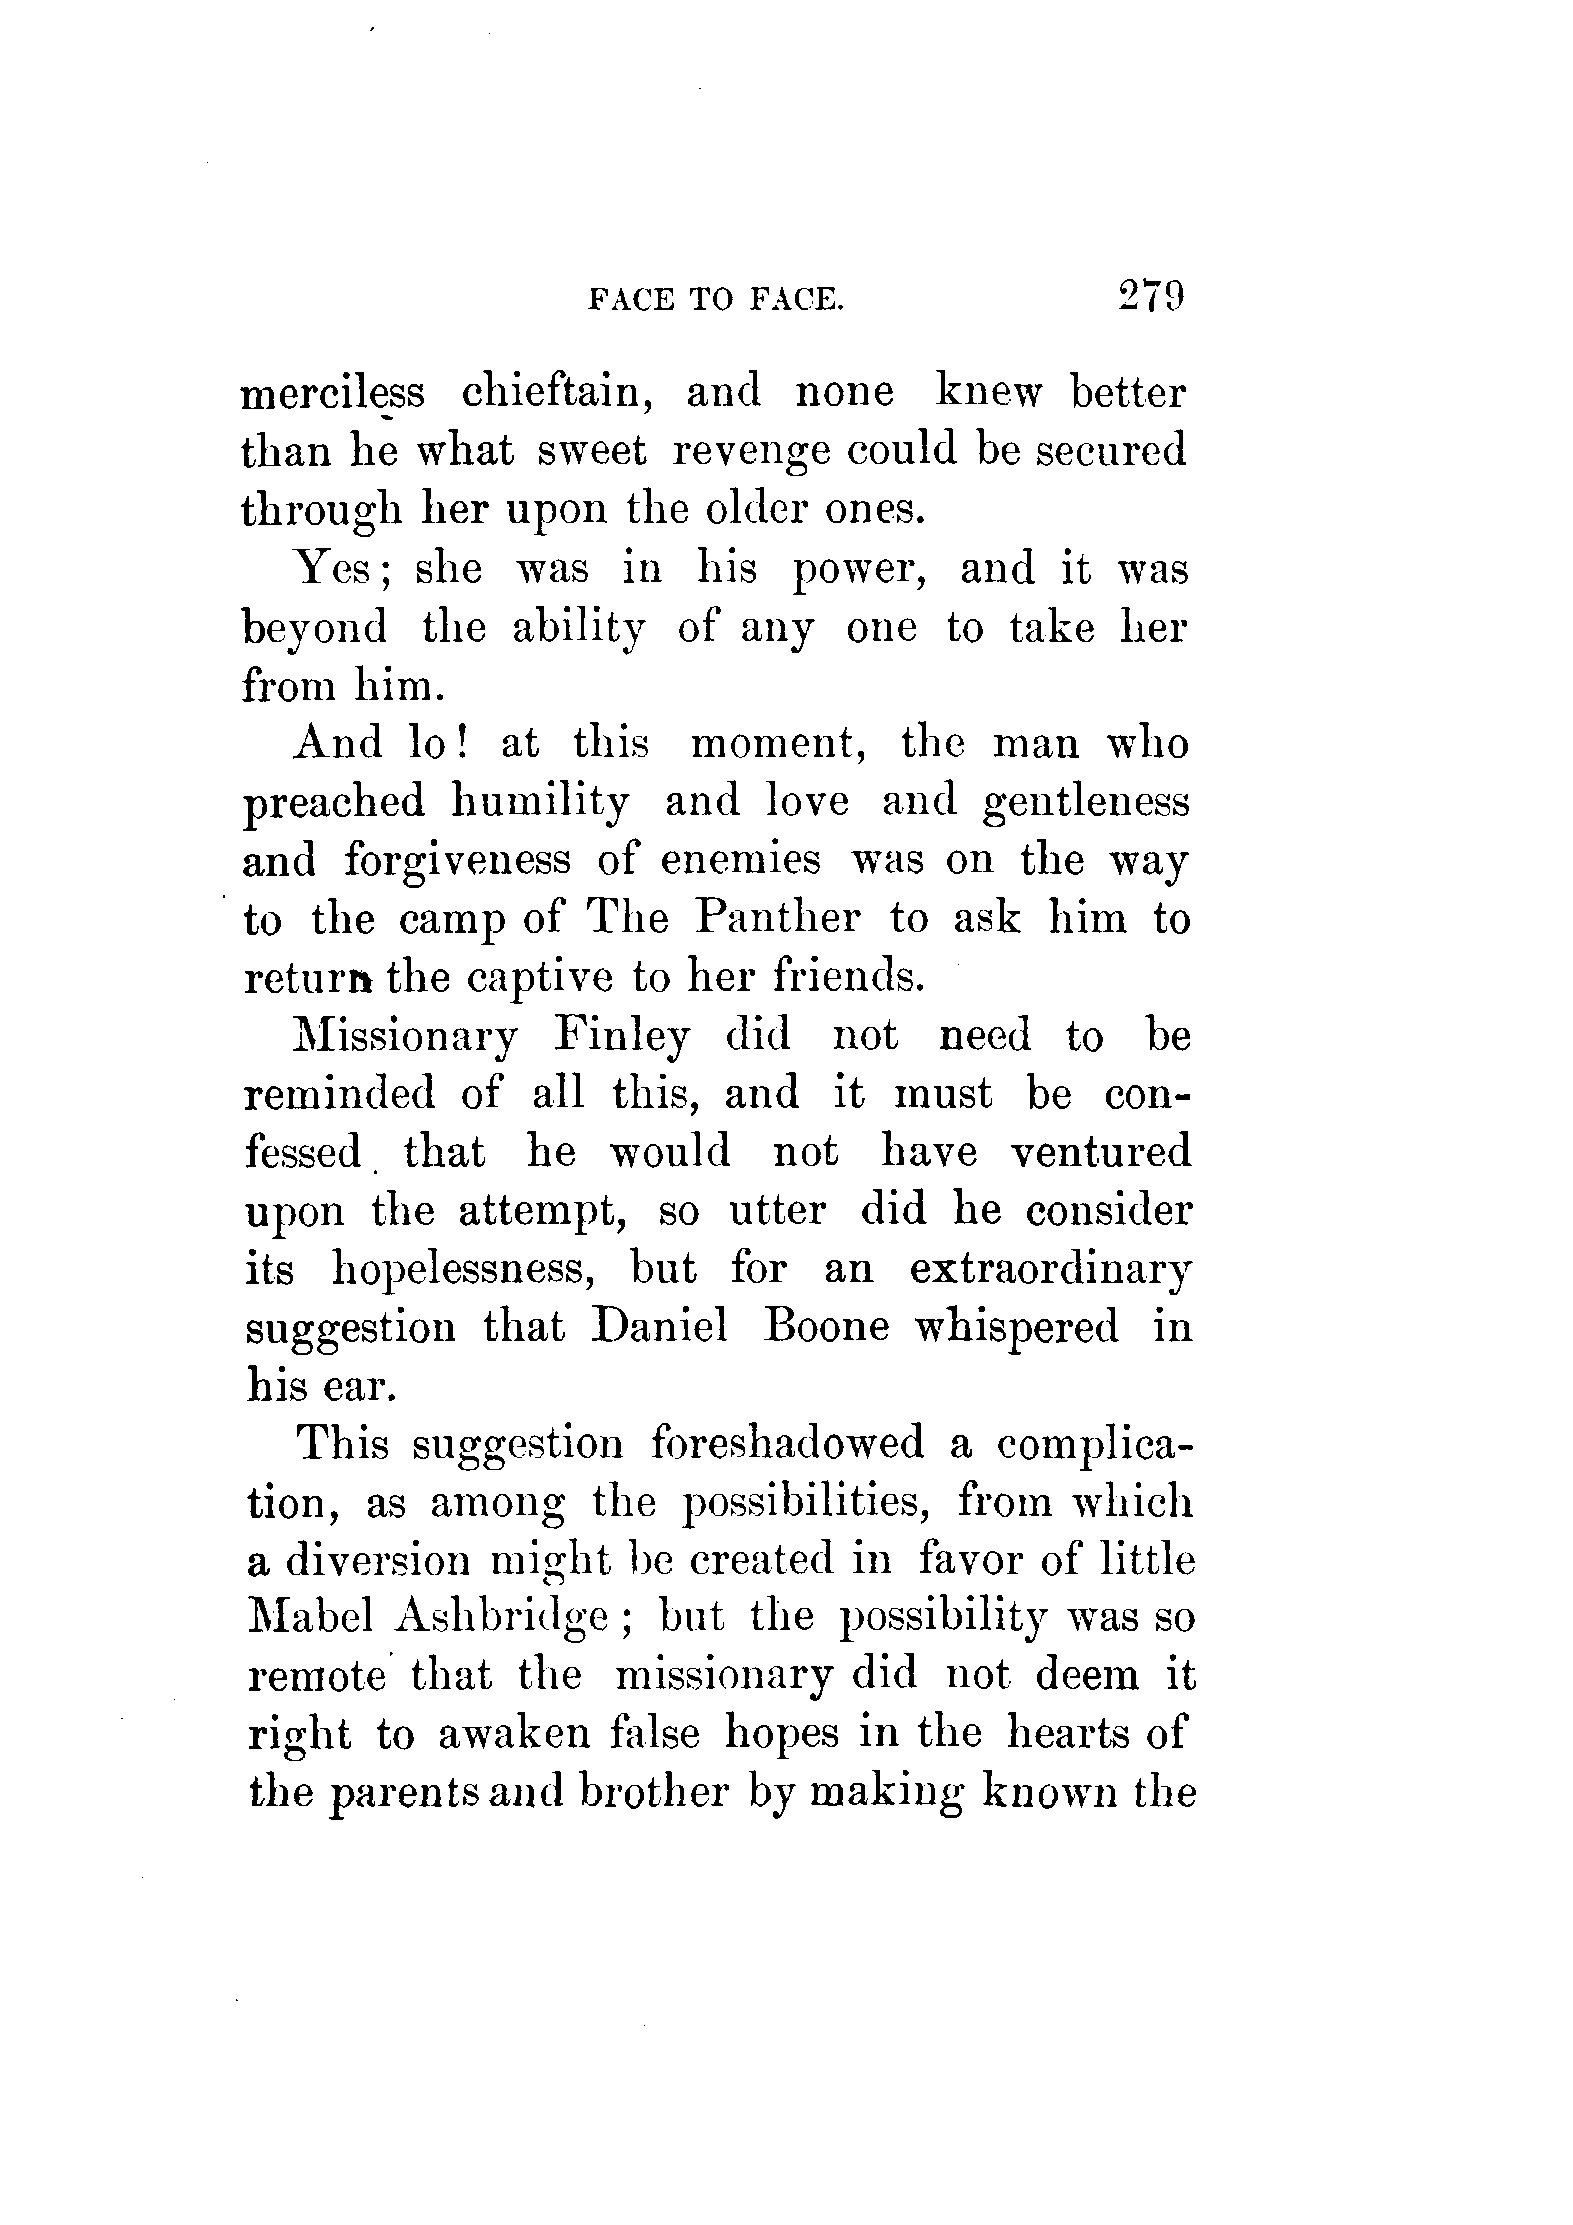 FACE TO FACE. 279
merciless chieftain, and none knew better
than he what sweet revenge could be secured
through her upon the older ones.
Yes; she was in his power, and it was
beyond the ability of any one to take her
from him.
And lo! at this moment, the man who
preached humility and love and gentleness
and forgiveness of enemies was on the way
to the camp of The Panther to ask him to
return the captive to her friends.
Missionary Finley did not need to be
reminded of all this, and it must be con-
fessed that he would not have ventured
upon the attempt, so utter did he consider
its hopelessness, but for an extraordinary
suggestion that Daniel Boone whispered in
his ear.
This suggestion foreshadowed a complica-
tion, as among the possibilities, from which
a diversion might be created in favor of little
Mabel Ashbridge; but the possibility was so
remote that the missionary did not deem it
right to awaken false hopes in the hearts of
the parents and brother by making known the